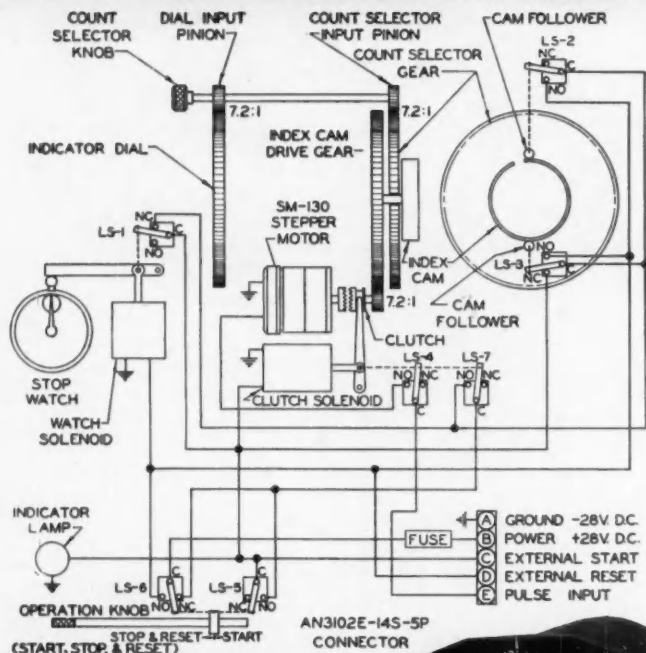 COUNT
SELECTOR
KNOB
DIAL INPUT
PINION
COUNT SELECTOR
INPUT PINION
CAM FOLLOWER
COUNT SELECTOR
GEAR
LS-2
NC
C
NO
7.2:1
7.2:1
INDEX CAM
DRIVE GEAR
INDICATOR DIAL
SM-130
STEPPER
MOTOR
LS-1
NC
C
NO
INDEX
CAM
NO
LS-3
C
NC
CAM
FOLLOWER
7.2:1
CLUTCH
STOP
WATCH
WATCH
SOLENOID
CLUTCH SOLENOID
LS-4
NO
NC
C
LS-7
NO
NC
C
INDICATOR
LAMP
FUSE
A GROUND -28V. D.C.
B POWER +28V. D.C.
C EXTERNAL START
D EXTERNAL RESET
E PULSE INPUT
LS-6
C
NO
NC
LS-5
C
NC
NO
OPERATION KNOB
(START, STOP, & RESET)
STOP & RESET
START
AN3102E-14S-5P
CONNECTOR